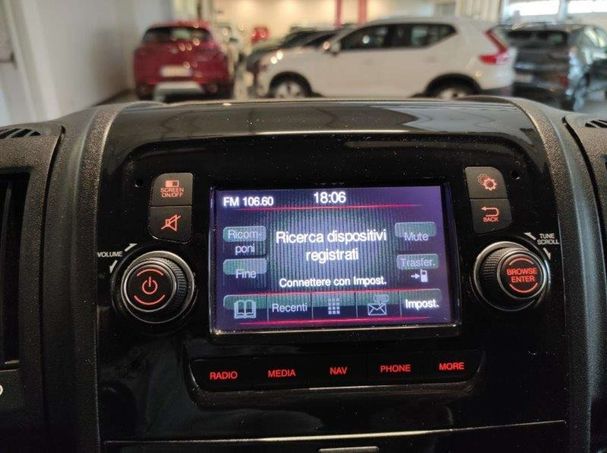 SCREEN
ON/OFF
FM 106.60
18:06
BACK
VOLUME
TUNE
SCROLL
Ricom-
poni
Ricerca dispositivi
registrati
Mute
Fine
Trasfer.
BROWSE
ENTER
Connettere con Impost.
Recenti
Impost.
RADIO
MEDIA
NAV
PHONE
MORE